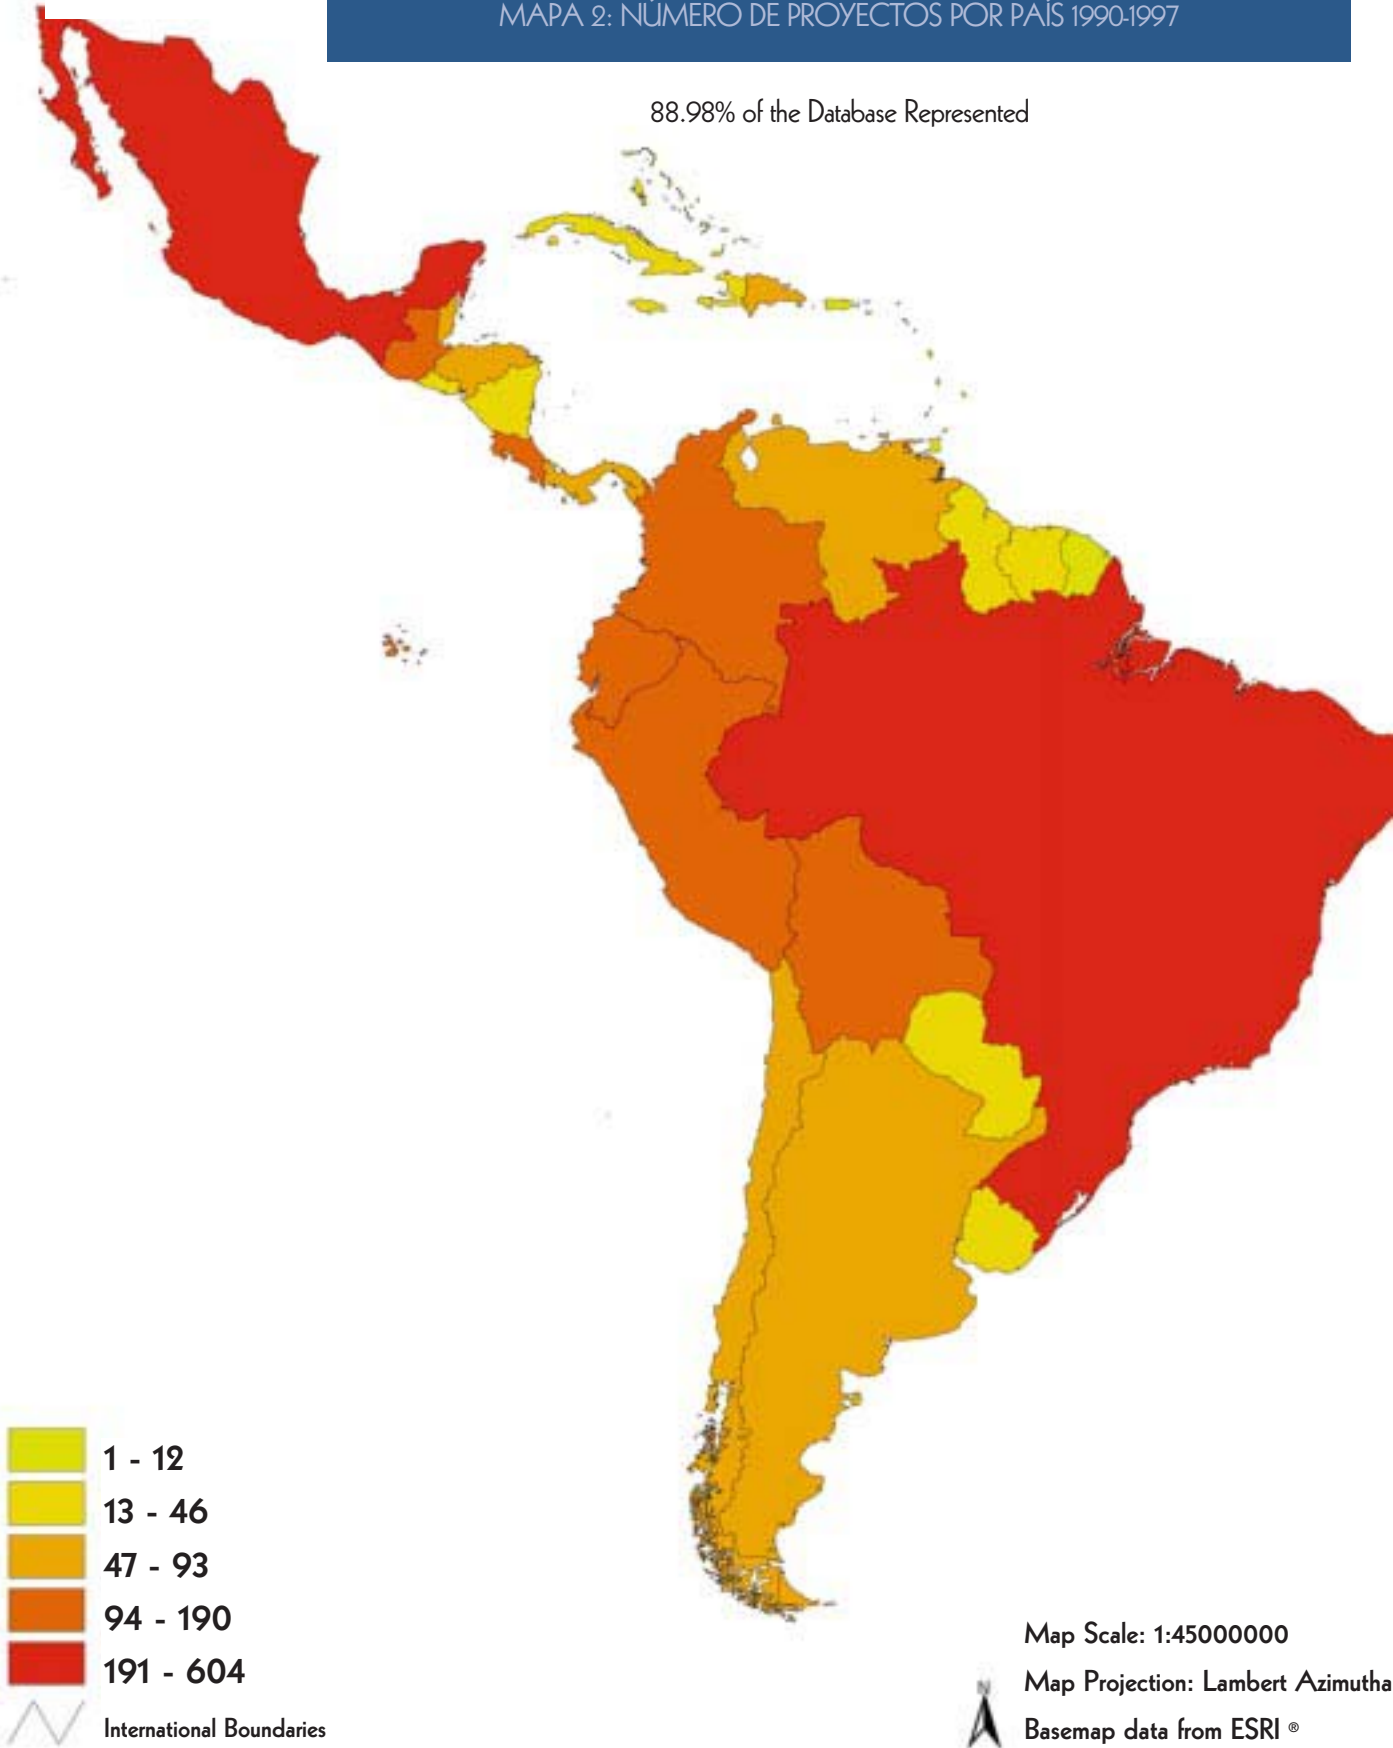 MAPA 2: NÚMERO DE PROYECTOS POR PAÍS 1990-1997
88.98% of the Database Represented
1 - 12
13 - 46
47 - 93
94 - 190
191 - 604
International Boundaries
Map Scale: 1:45000000
Map Projection: Lambert Azimutha
N
Basemap data from ESRI ®